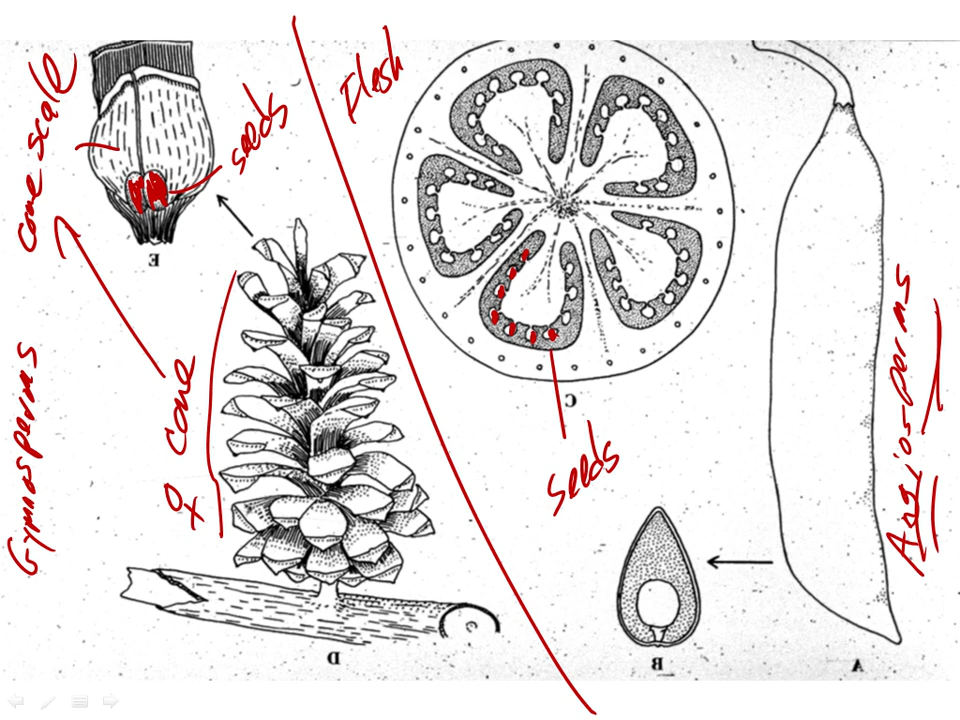 cone scale
seeds
Flesh
E
Gymnosperms
♀ cone
C
seeds
Angiosperms
D
B
A